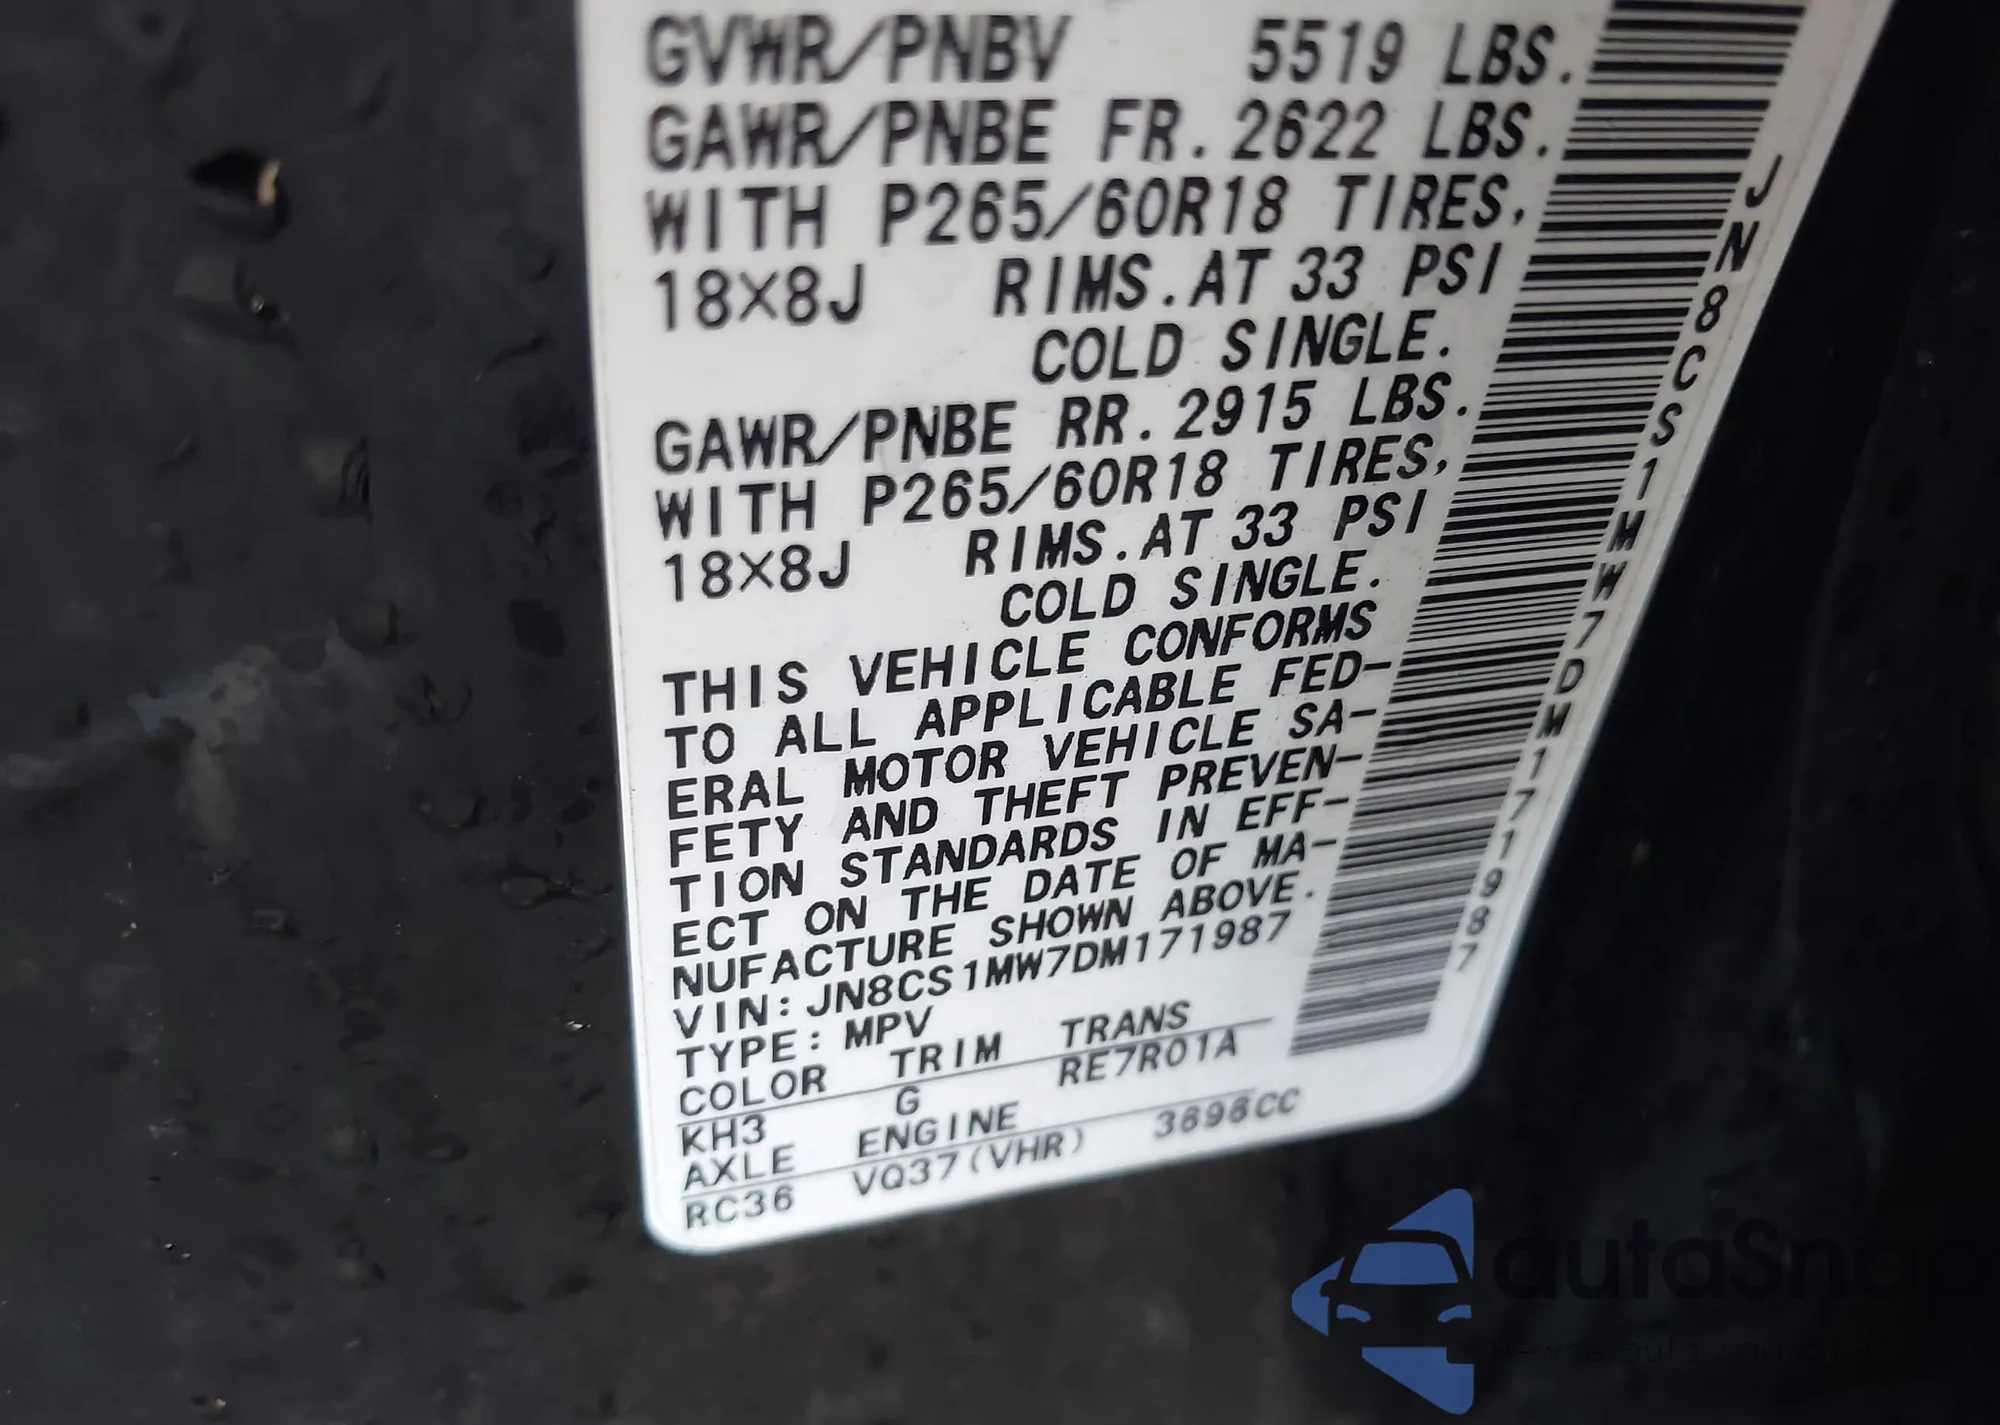 GVWR/PNBV 5519 LBS.
GAWR/PNBE FR. 2622 LBS.
WITH P265/60R18 TIRES,
18×8J RIMS. AT 33 PSI
COLD SINGLE.
GAWR/PNBE RR. 2915 LBS.
WITH P265/60R18 TIRES,
18×8J RIMS. AT 33 PSI
COLD SINGLE.
THIS VEHICLE CONFORMS
TO ALL APPLICABLE FED-
ERAL MOTOR VEHICLE SA-
FETY AND THEFT PREVEN-
TION STANDARDS IN EFF-
ECT ON THE DATE OF MA-
NUFACTURE SHOWN ABOVE.
VIN: JN8CS1MW7DM171987
TYPE: MPV
COLOR TRIM TRANS
KH3 G RE7R01A
AXLE ENGINE
RC36 VQ37(VHR) 3696CC
JN8CS1MW7DM171987
autaSnap